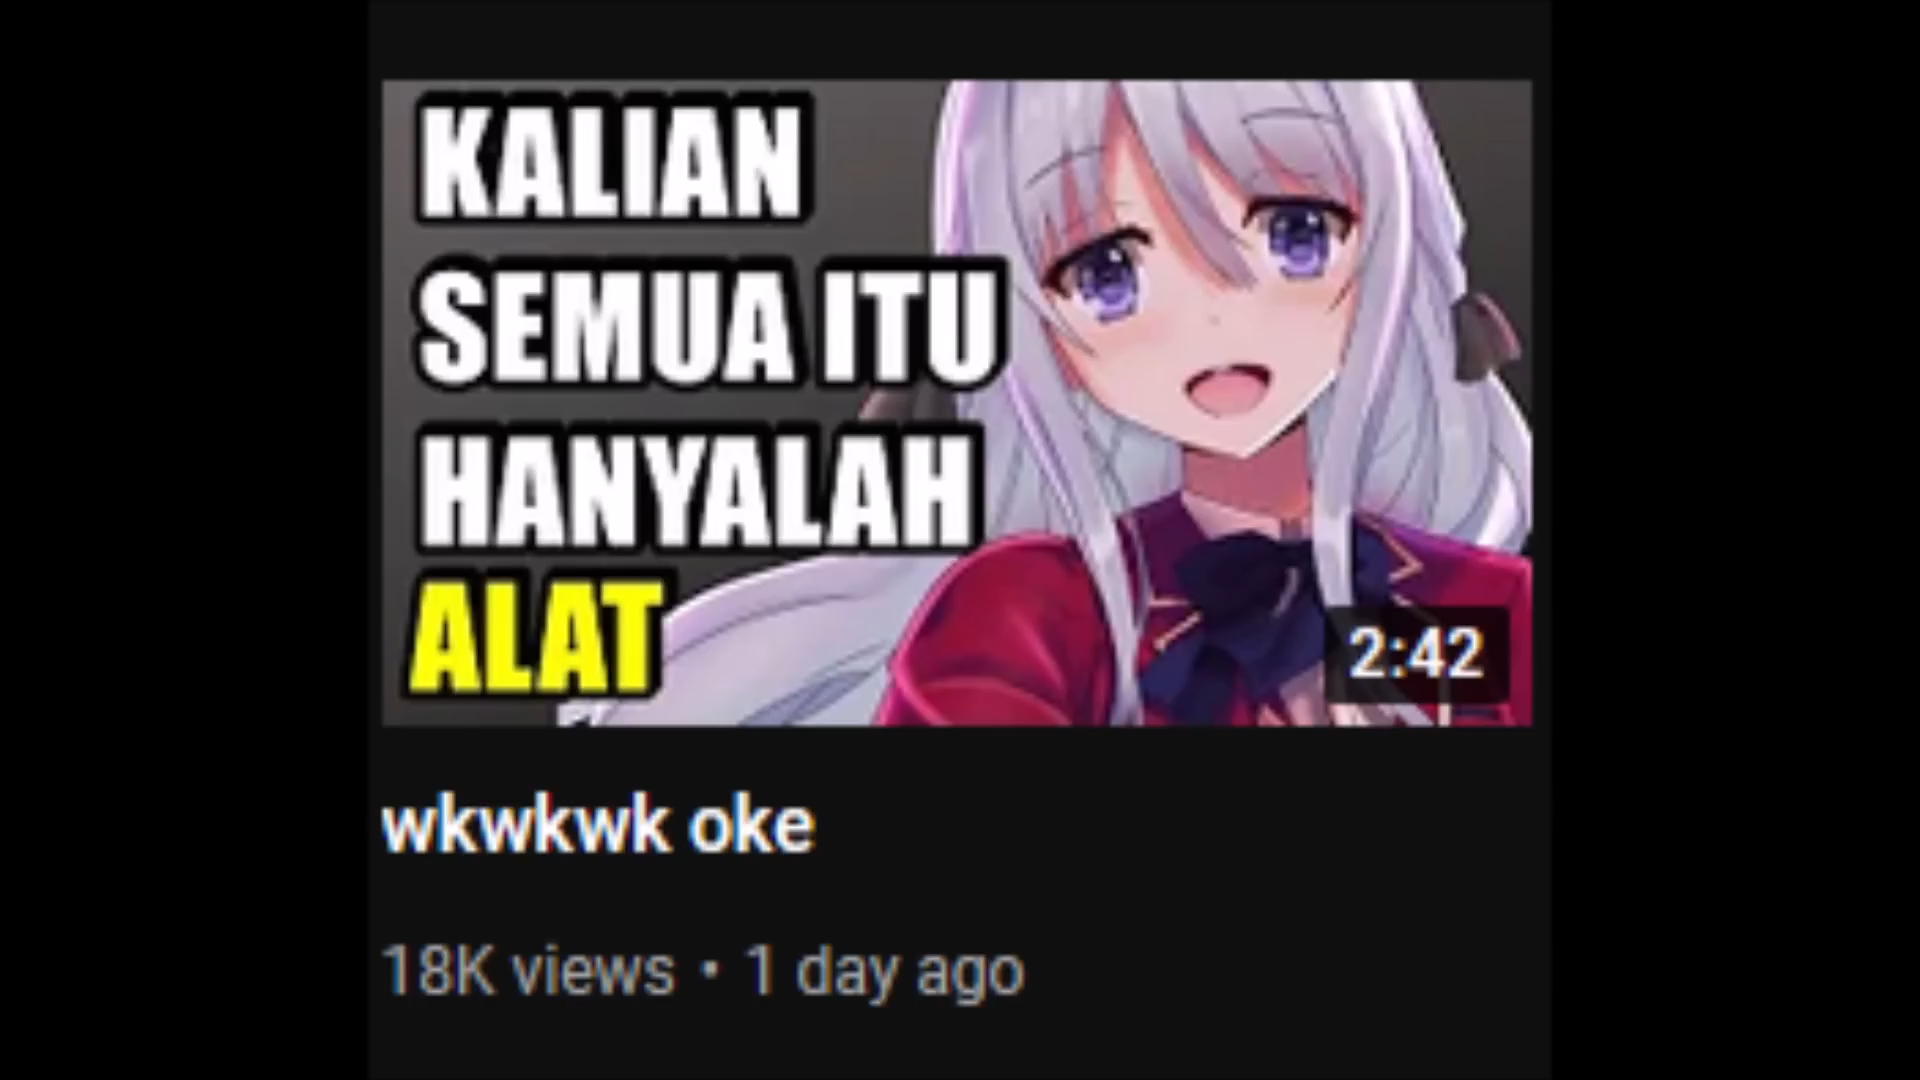 KALIAN
SEMUA ITU
HANYALAH
ALAT
2:42
wkwkwk oke
18K views • 1 day ago